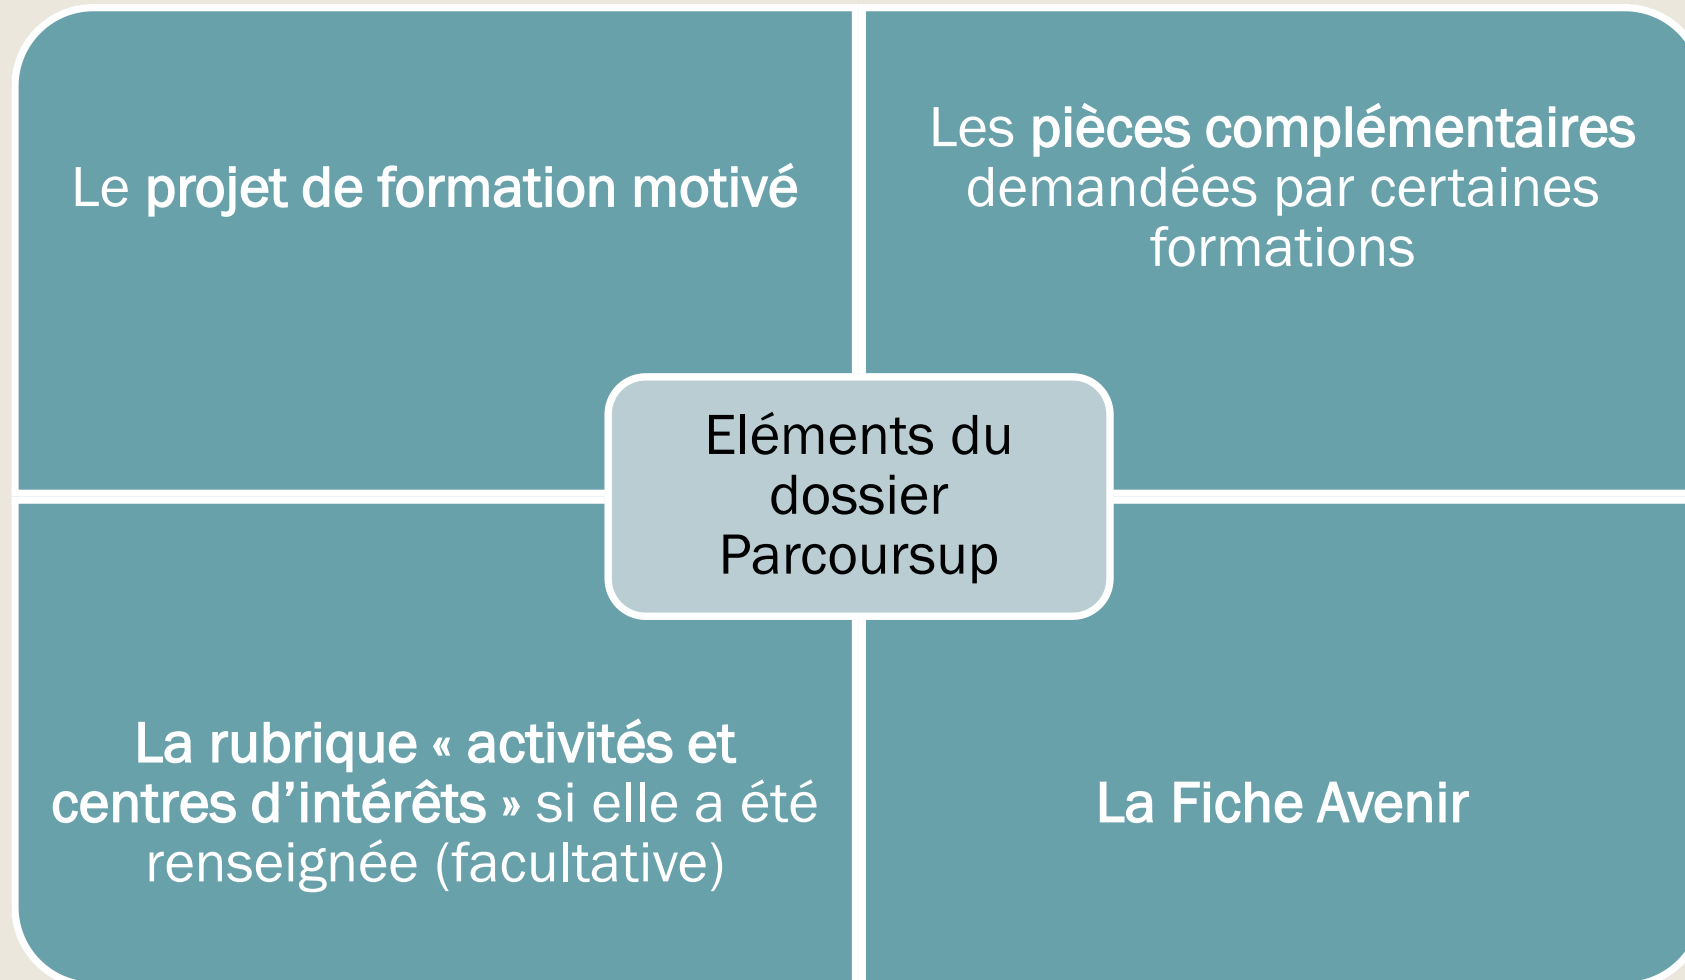 Le projet de formation motivé
Les pièces complémentaires
demandées par certaines
formations
Eléments du
dossier
Parcoursup
La rubrique « activités et
centres d’intérêts » si elle a été
renseignée (facultative)
La Fiche Avenir